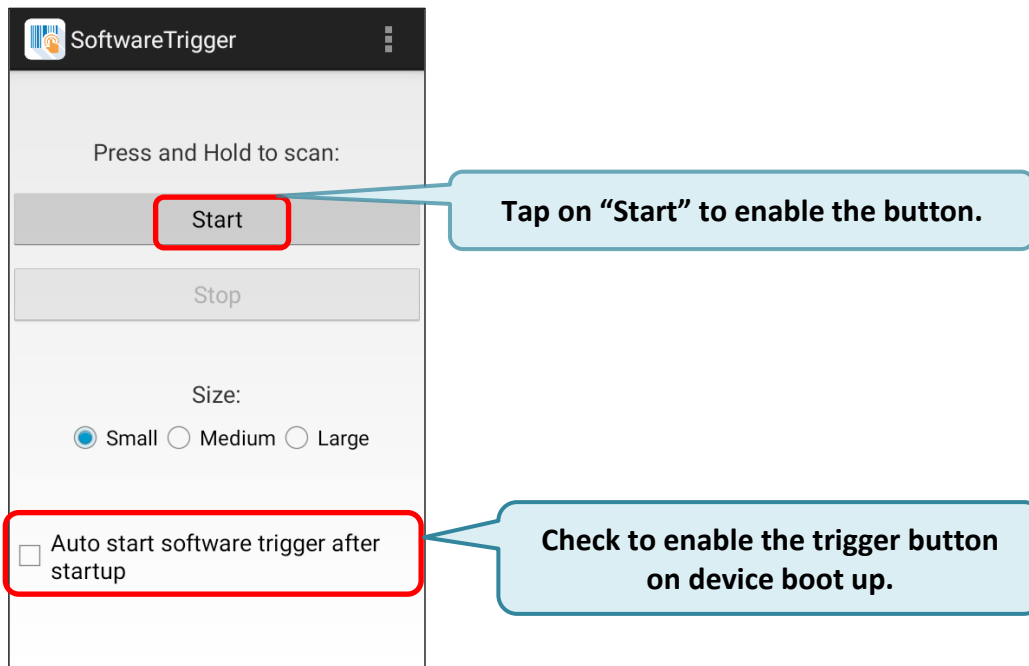 SoftwareTrigger
Press and Hold to scan:
Start
Tap on “Start” to enable the button.
Stop
Size:
Small Medium Large
Auto start software trigger after
startup
Check to enable the trigger button
on device boot up.